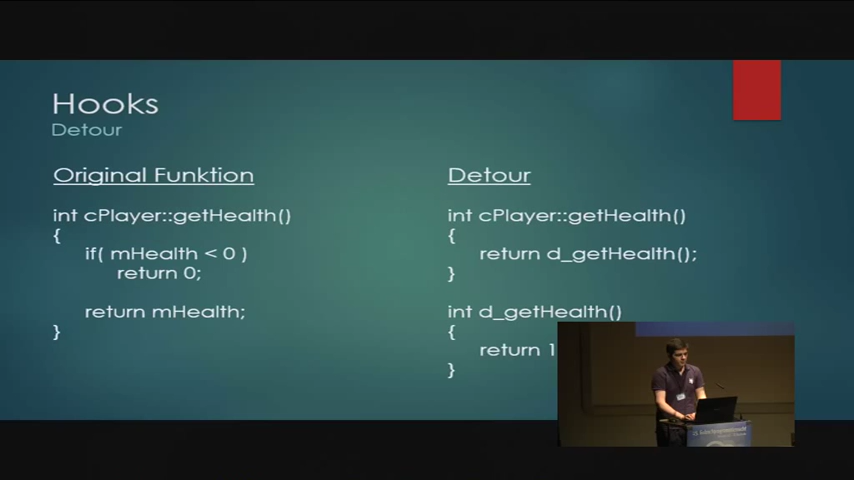 Hooks
Detour
Original Funktion
int cPlayer::getHealth()
{
if( mHealth < 0 )
return 0;
return mHealth;
}
Detour
int cPlayer::getHealth()
{
return d_getHealth();
}
int d_getHealth()
{
return 1
}